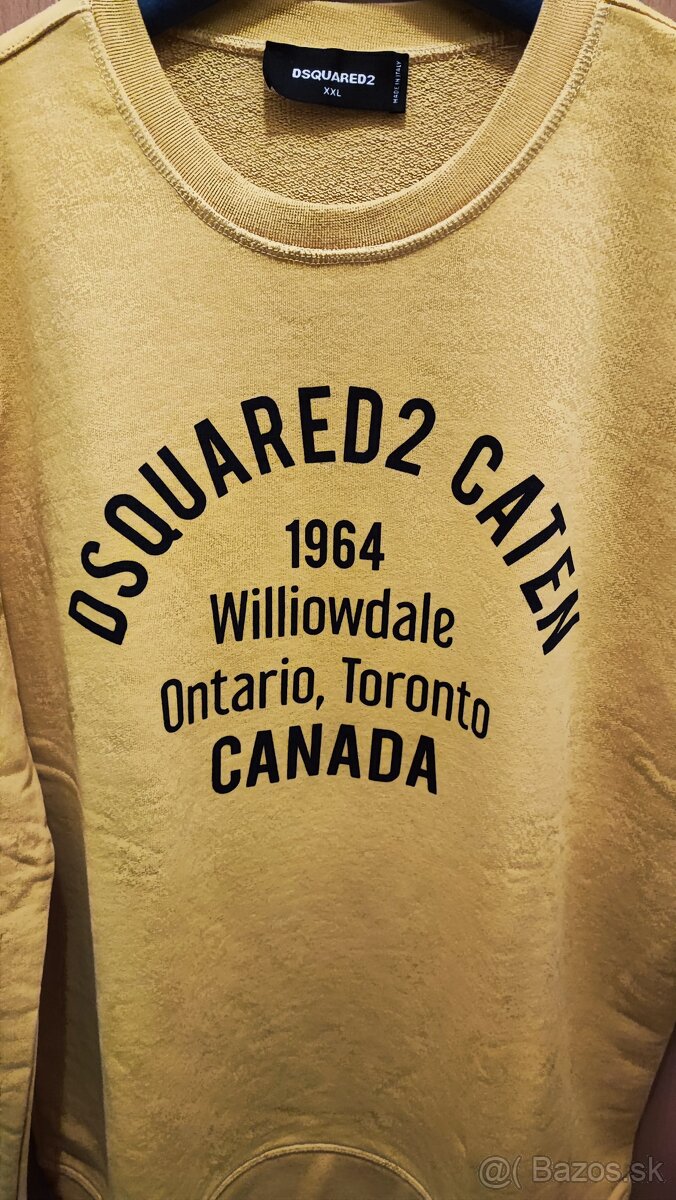 DSQUARED2
XXL
MADE IN ITALY
DSQUARED2 CATEN
1964
Williowdale
Ontario, Toronto
CANADA
@( Bazos.sk